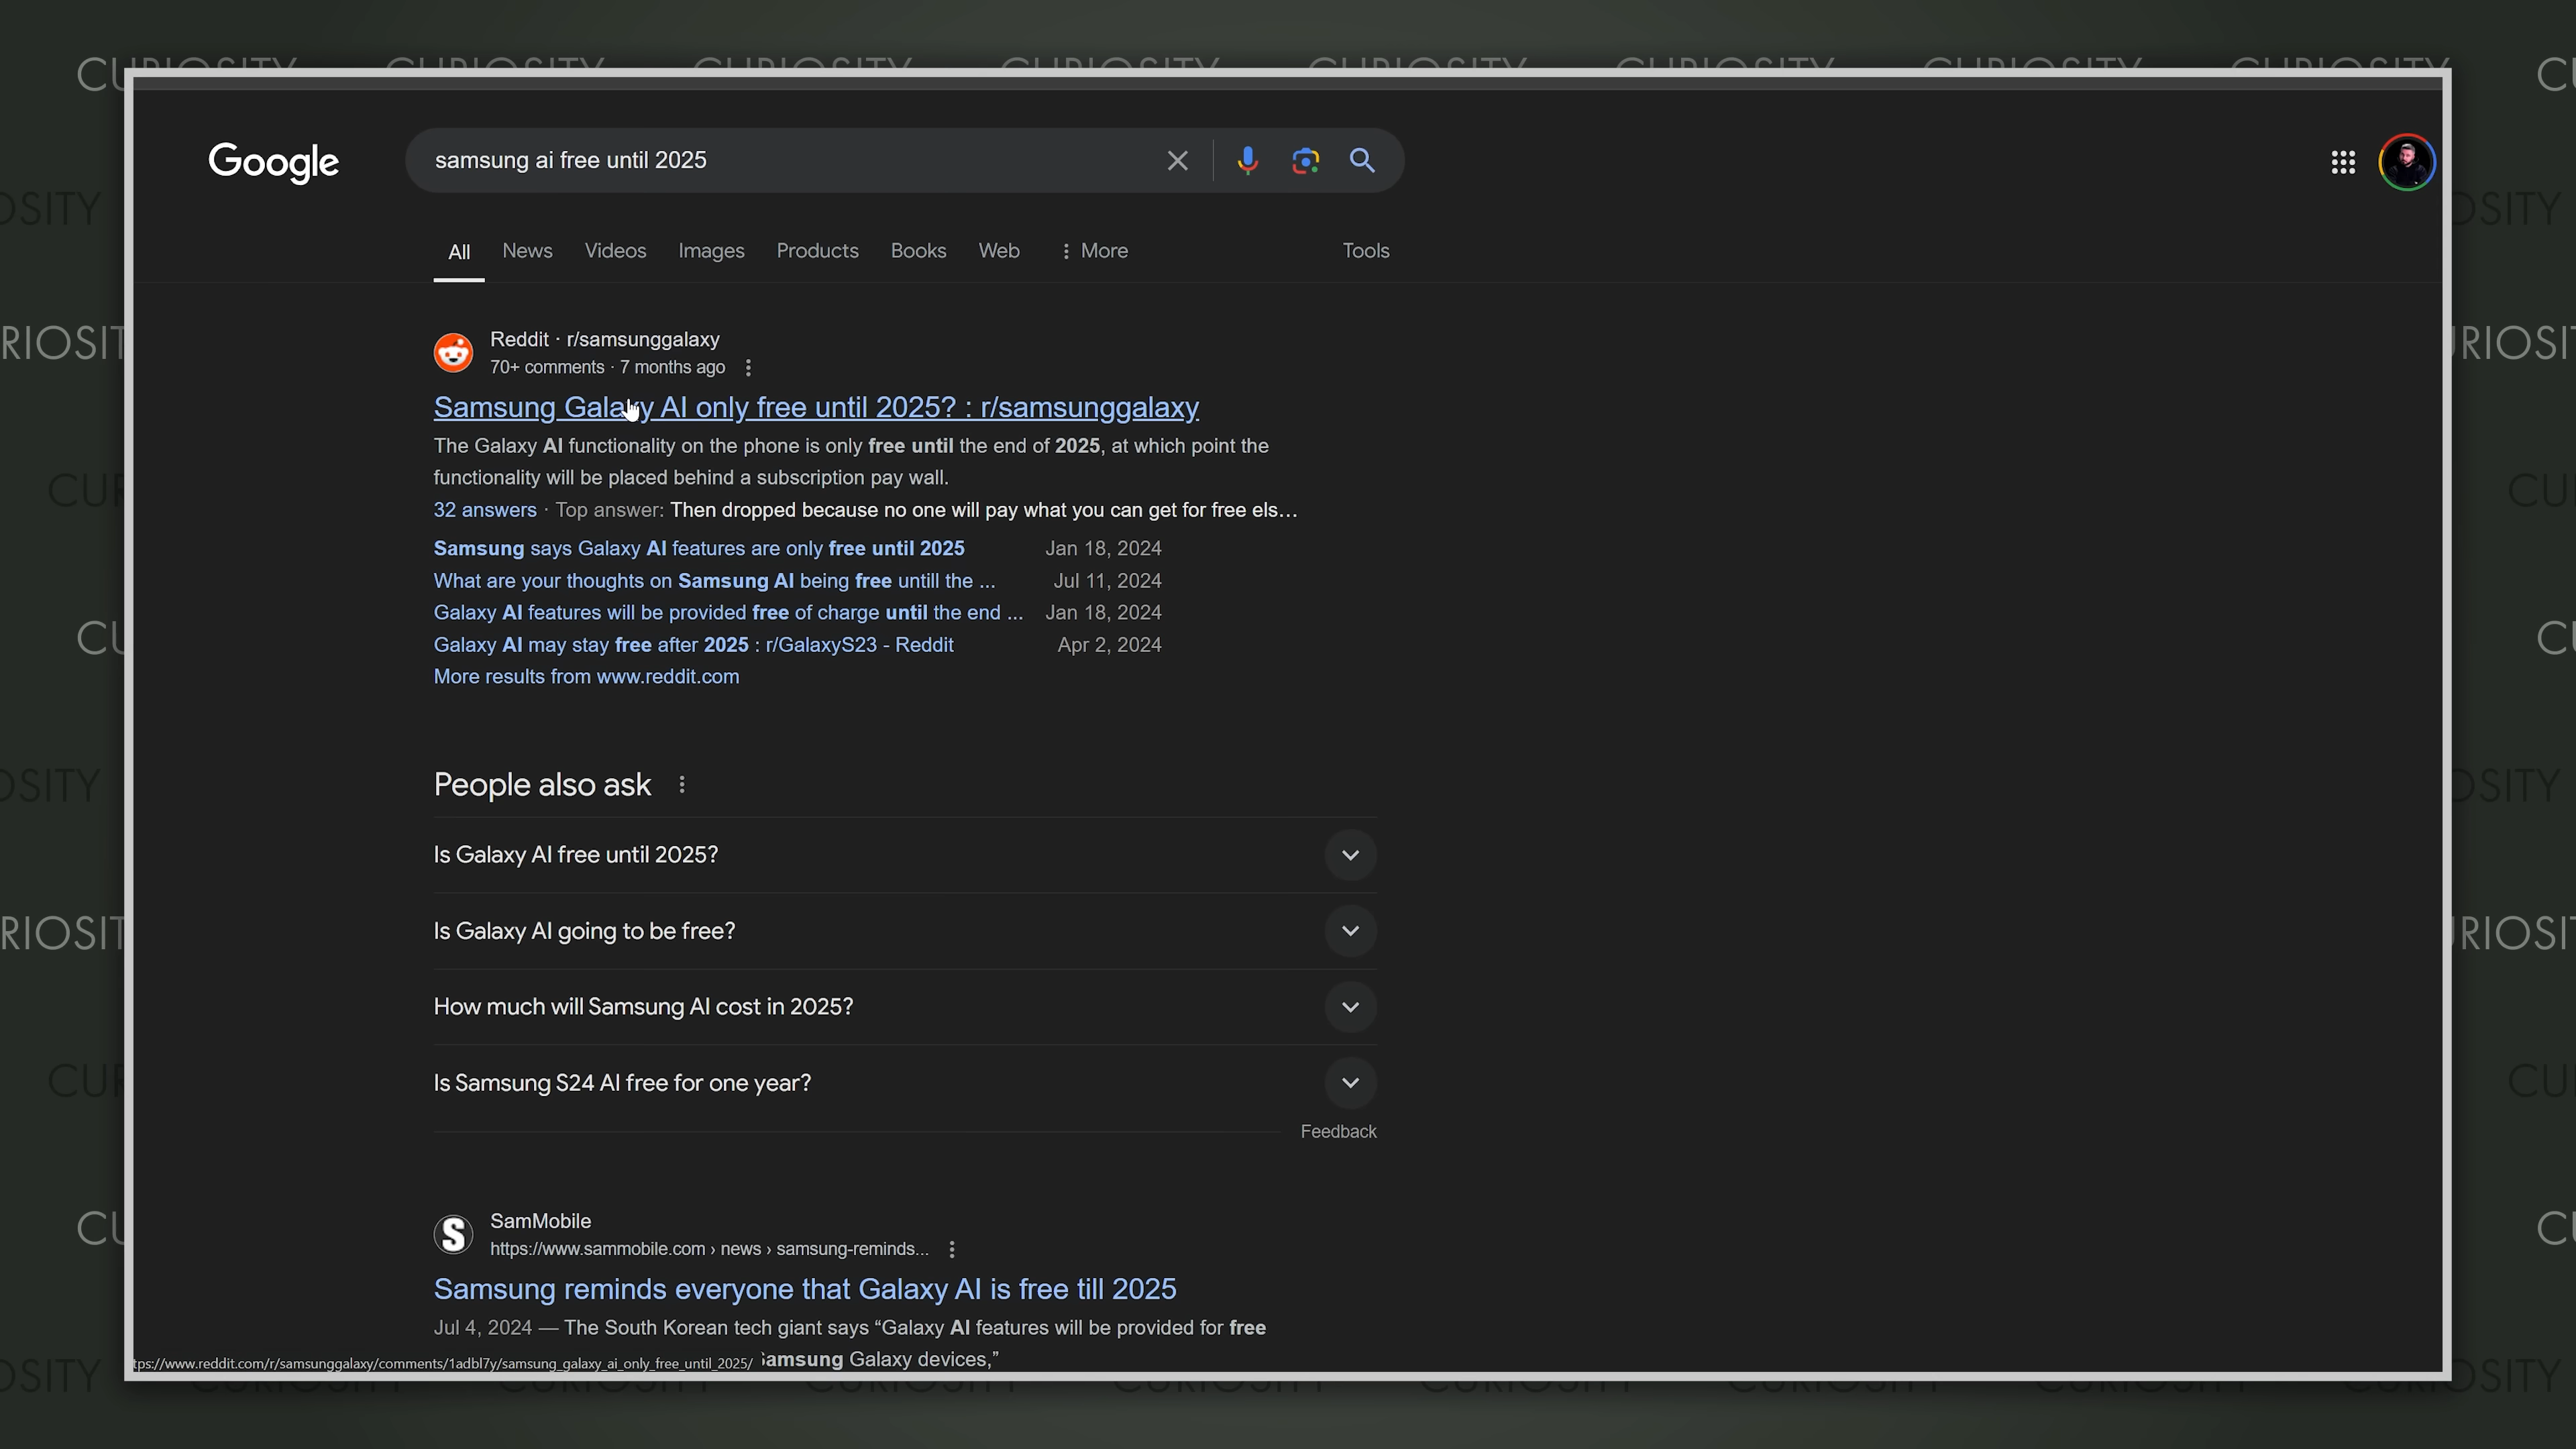 CURIOSITY CURIOSITY CURIOSITY CURIOSITY CURIOSITY CURIOSITY CURIOSITY CURIOSITY
Google
samsung ai free until 2025
All News Videos Images Products Books Web More Tools
Reddit · r/samsunggalaxy
70+ comments · 7 months ago
Samsung Galaxy AI only free until 2025? : r/samsunggalaxy
The Galaxy AI functionality on the phone is only free until the end of 2025, at which point the
functionality will be placed behind a subscription pay wall.
32 answers · Top answer: Then dropped because no one will pay what you can get for free els...
Samsung says Galaxy AI features are only free until 2025 Jan 18, 2024
What are your thoughts on Samsung AI being free untill the ... Jul 11, 2024
Galaxy AI features will be provided free of charge until the end ... Jan 18, 2024
Galaxy AI may stay free after 2025 : r/GalaxyS23 - Reddit Apr 2, 2024
More results from www.reddit.com
People also ask
Is Galaxy AI free until 2025?
Is Galaxy AI going to be free?
How much will Samsung AI cost in 2025?
Is Samsung S24 AI free for one year?
Feedback
S
SamMobile
https://www.sammobile.com › news › samsung-reminds...
Samsung reminds everyone that Galaxy AI is free till 2025
Jul 4, 2024 — The South Korean tech giant says “Galaxy AI features will be provided for free
tps://www.reddit.com/r/samsunggalaxy/comments/1adbl7y/samsung_galaxy_ai_only_free_until_2025/ Samsung Galaxy devices,”